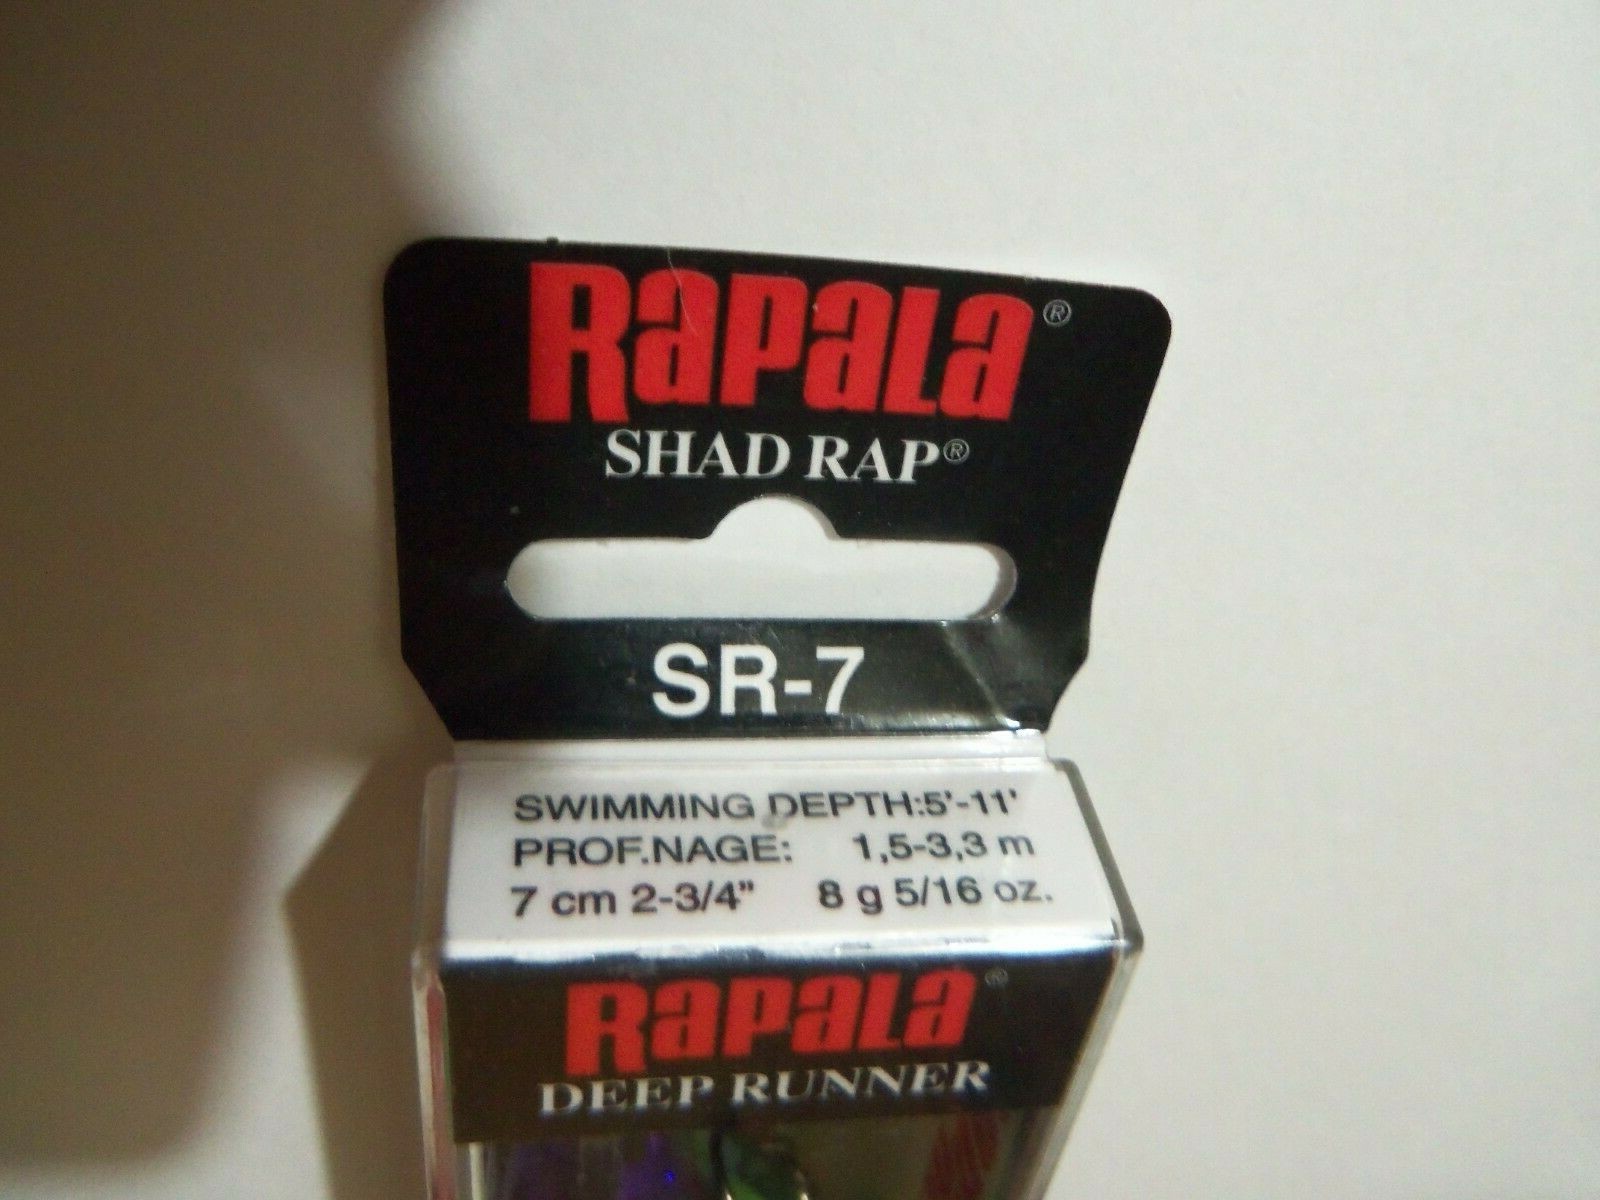 RAPALA®
SHAD RAP®
SR-7
SWIMMING DEPTH:5'-11'
PROF.NAGE: 1,5-3,3 m
7 cm 2-3/4" 8 g 5/16 oz.
RAPALA®
DEEP RUNNER